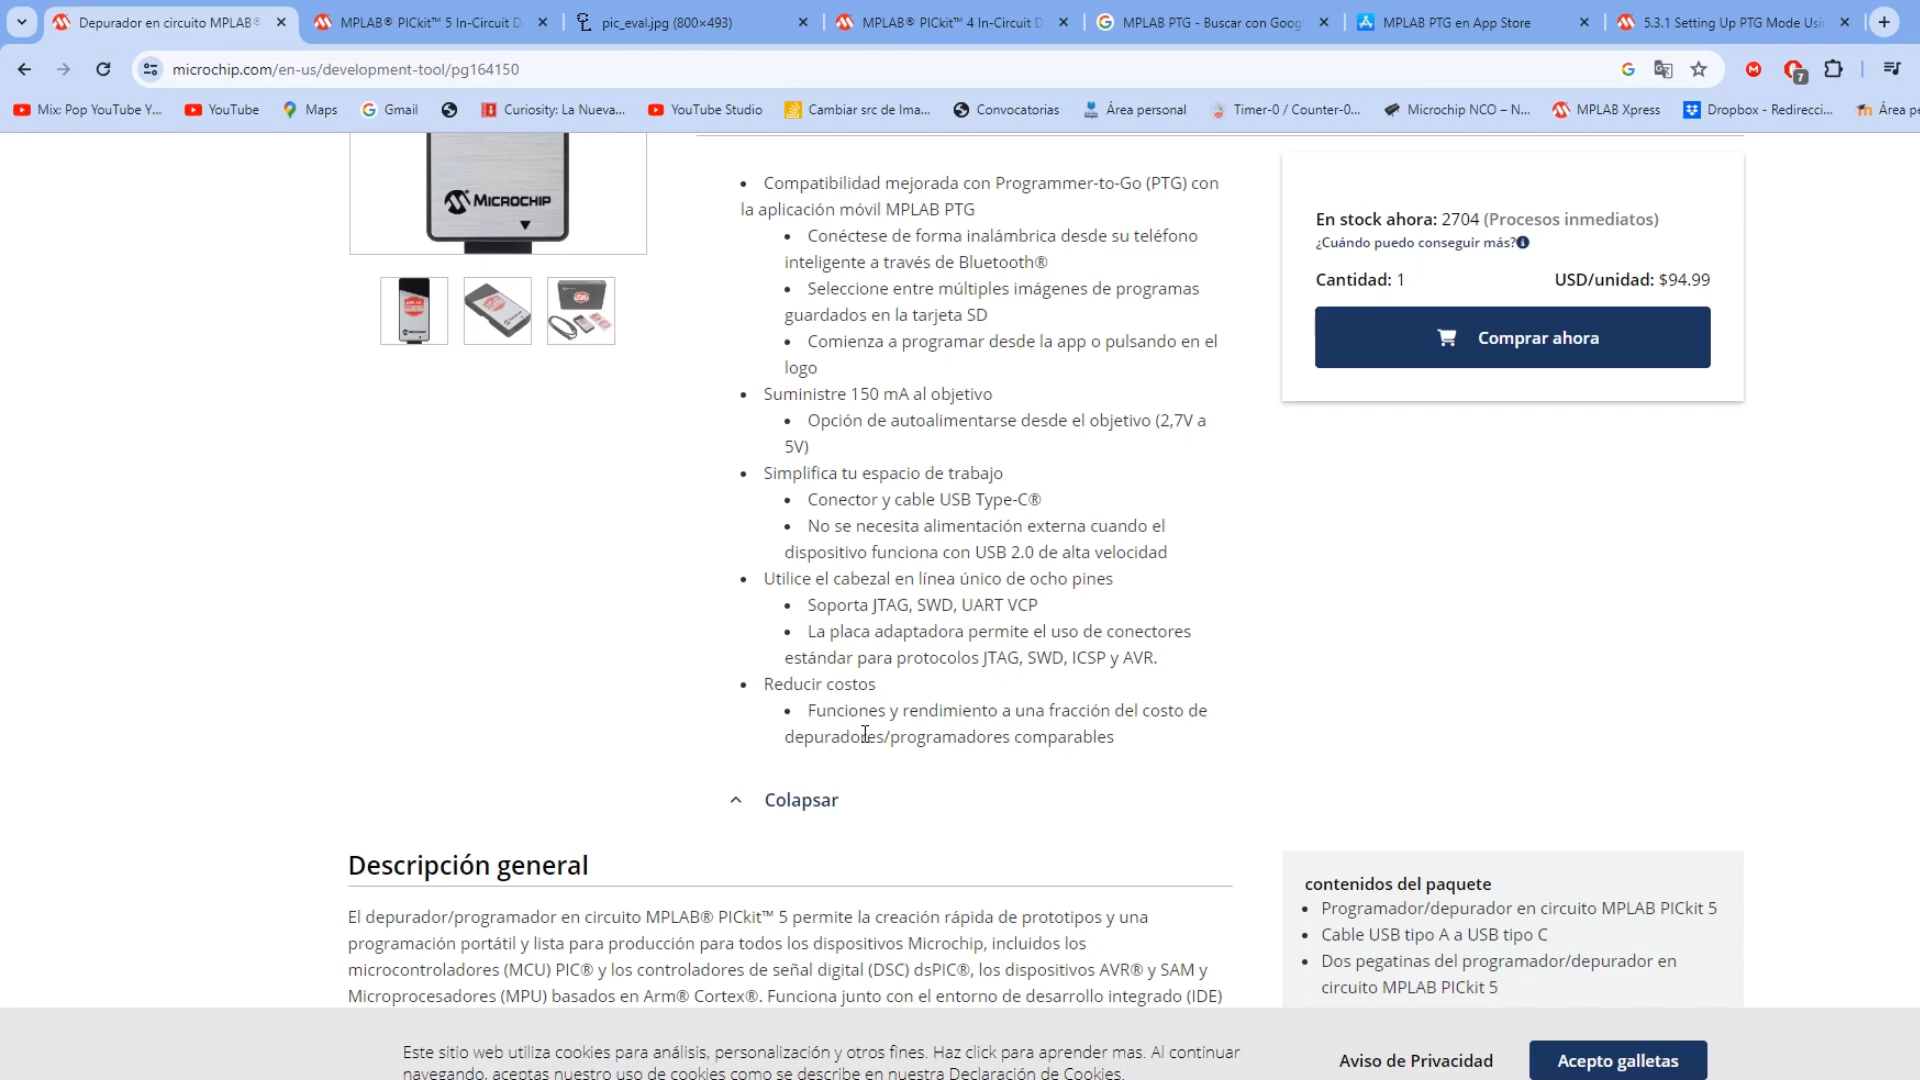 Depurador en circuito MPLAB®
MPLAB® PICkit™ 5 In-Circuit D
pic_eval.jpg (800×493)
MPLAB® PICkit™ 4 In-Circuit D
MPLAB PTG - Buscar con Goog
MPLAB PTG en App Store
5.3.1 Setting Up PTG Mode Usi
microchip.com/en-us/development-tool/pg164150
7
Mix: Pop YouTube Y...
YouTube
Maps
Gmail
Curiosity: La Nueva...
YouTube Studio
Cambiar src de Ima...
Convocatorias
Área personal
Timer-0 / Counter-0...
Microchip NCO – N...
MPLAB Xpress
Dropbox - Redirecci...
Área pe
MICROCHIP
• Compatibilidad mejorada con Programmer-to-Go (PTG) con
la aplicación móvil MPLAB PTG
• Conéctese de forma inalámbrica desde su teléfono
inteligente a través de Bluetooth®
• Seleccione entre múltiples imágenes de programas
guardados en la tarjeta SD
• Comienza a programar desde la app o pulsando en el
logo
• Suministre 150 mA al objetivo
• Opción de autoalimentarse desde el objetivo (2,7V a
5V)
• Simplifica tu espacio de trabajo
• Conector y cable USB Type-C®
• No se necesita alimentación externa cuando el
dispositivo funciona con USB 2.0 de alta velocidad
• Utilice el cabezal en línea único de ocho pines
• Soporta JTAG, SWD, UART VCP
• La placa adaptadora permite el uso de conectores
estándar para protocolos JTAG, SWD, ICSP y AVR.
• Reducir costos
• Funciones y rendimiento a una fracción del costo de
depuradores/programadores comparables
Colapsar
En stock ahora: 2704 (Procesos inmediatos)
¿Cuándo puedo conseguir más?
Cantidad: 1
USD/unidad: $94.99
Comprar ahora
Descripción general
El depurador/programador en circuito MPLAB® PICkit™ 5 permite la creación rápida de prototipos y una
programación portátil y lista para producción para todos los dispositivos Microchip, incluidos los
microcontroladores (MCU) PIC® y los controladores de señal digital (DSC) dsPIC®, los dispositivos AVR® y SAM y
Microprocesadores (MPU) basados en Arm® Cortex®. Funciona junto con el entorno de desarrollo integrado (IDE)
contenidos del paquete
• Programador/depurador en circuito MPLAB PICkit 5
• Cable USB tipo A a USB tipo C
• Dos pegatinas del programador/depurador en
circuito MPLAB PICkit 5
Este sitio web utiliza cookies para análisis, personalización y otros fines. Haz click para aprender mas. Al continuar
navegando, aceptas nuestro uso de cookies como se describe en nuestra Declaración de Cookies.
Aviso de Privacidad
Acepto galletas